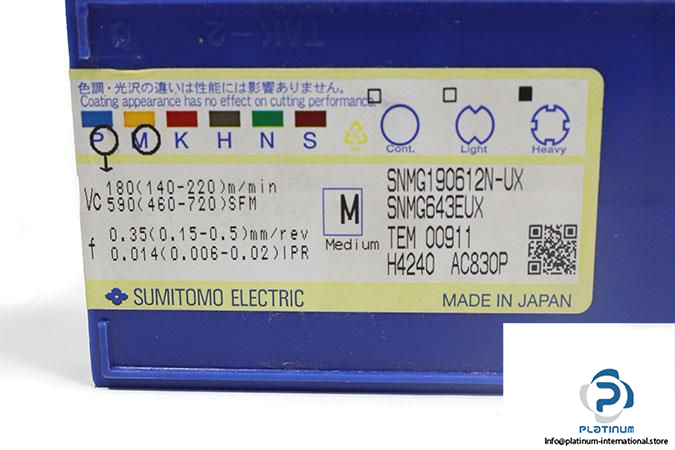 TAK-2
色調・光沢の違いは性能には影響ありません。
Coating appearance has no effect on cutting performance.
P M K H N S
PP
Cont. Light Heavy
Vc 180(140-220)m/min
590(460-720)SFM
f 0.35(0.15-0.5)mm/rev
0.014(0.006-0.02)IPR
M
Medium
SNMG190612N-UX
SNMG643EUX
TEM 00911
H4240 AC830P
SUMITOMO ELECTRIC
MADE IN JAPAN
PLATINUM
info@platinum-international.store